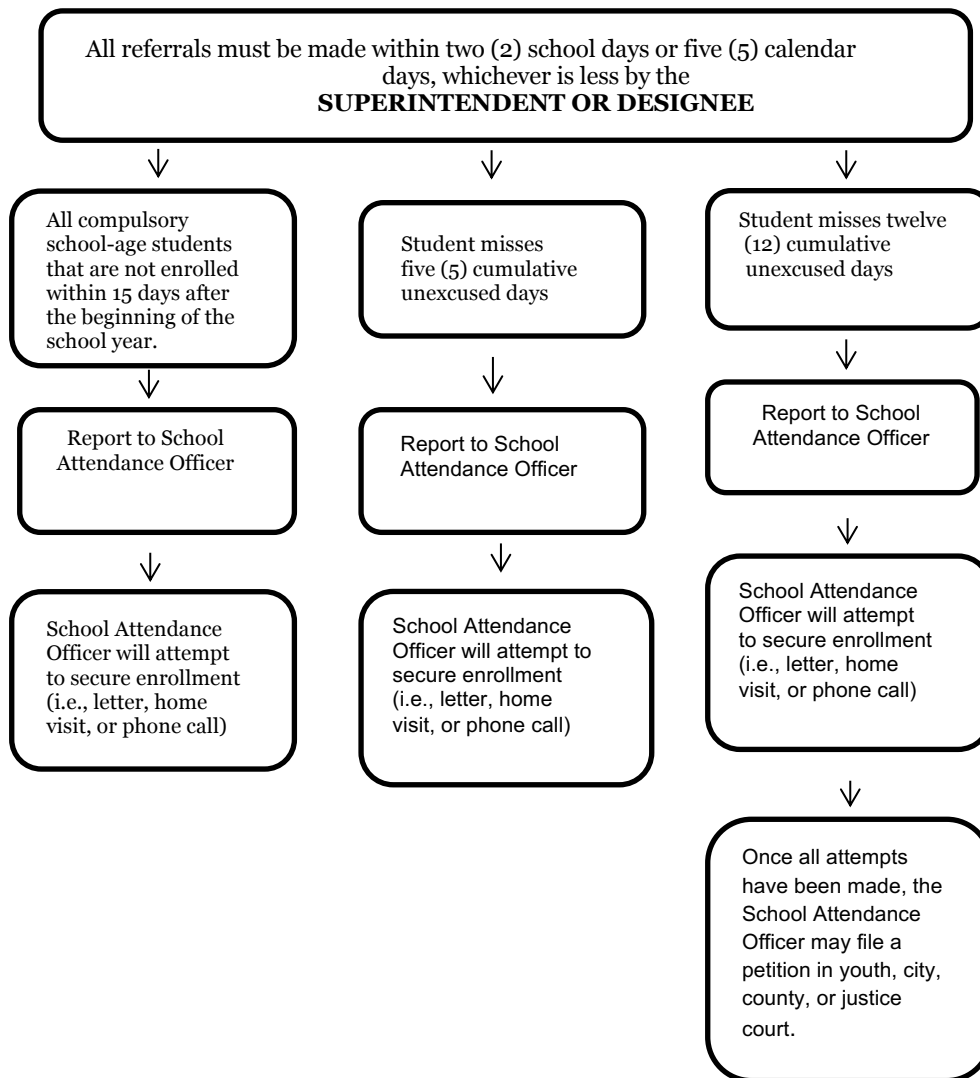 All referrals must be made within two (2) school days or five (5) calendar
days, whichever is less by the
SUPERINTENDENT OR DESIGNEE
All compulsory
school-age students
that are not enrolled
within 15 days after
the beginning of the
school year.
Report to School
Attendance Officer
School Attendance
Officer will attempt
to secure enrollment
(i.e., letter, home
visit, or phone call)
Student misses
five (5) cumulative
unexcused days
Report to School
Attendance Officer
School Attendance
Officer will attempt to
secure enrollment
(i.e., letter, home
visit, or phone call)
Student misses twelve
(12) cumulative
unexcused days
Report to School
Attendance Officer
School Attendance
Officer will attempt
to secure enrollment
(i.e., letter, home
visit, or phone call)
Once all attempts
have been made, the
School Attendance
Officer may file a
petition in youth, city,
county, or justice
court.